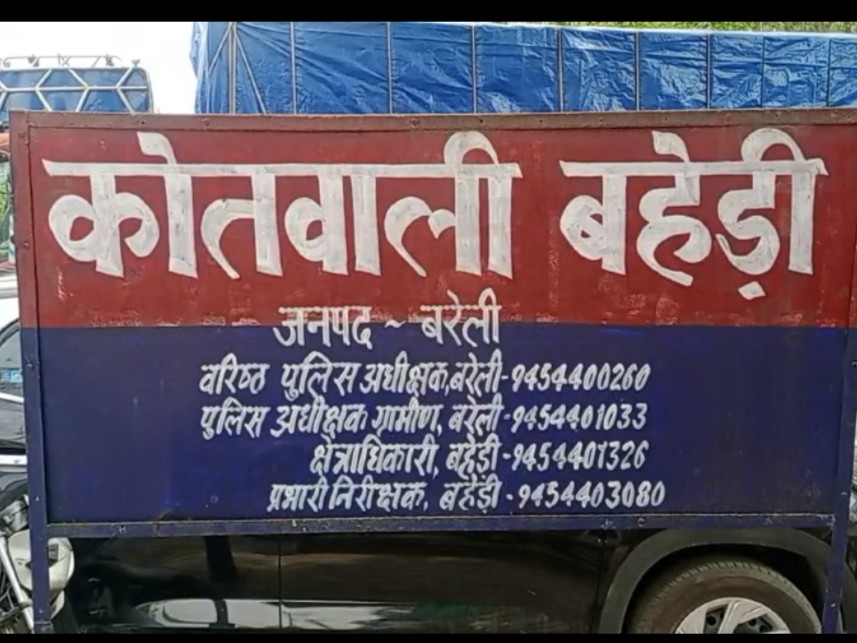 कोतवाली बहेड़ी
जनपद ~ बरेली
वरिष्ठ पुलिस अधीक्षक, बरेली-9454400260
पुलिस अधीक्षक ग्रामीण, बरेली-9454401033
क्षेत्राधिकारी, बहेड़ी-9454401326
प्रभारी निरीक्षक, बहेड़ी-9454403080